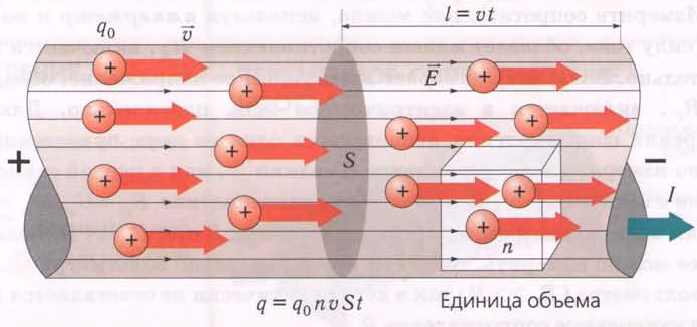 l = vt
q₀
v⃗
E⃗
+
S
−
I
n
q = q₀nvSt
Единица объема